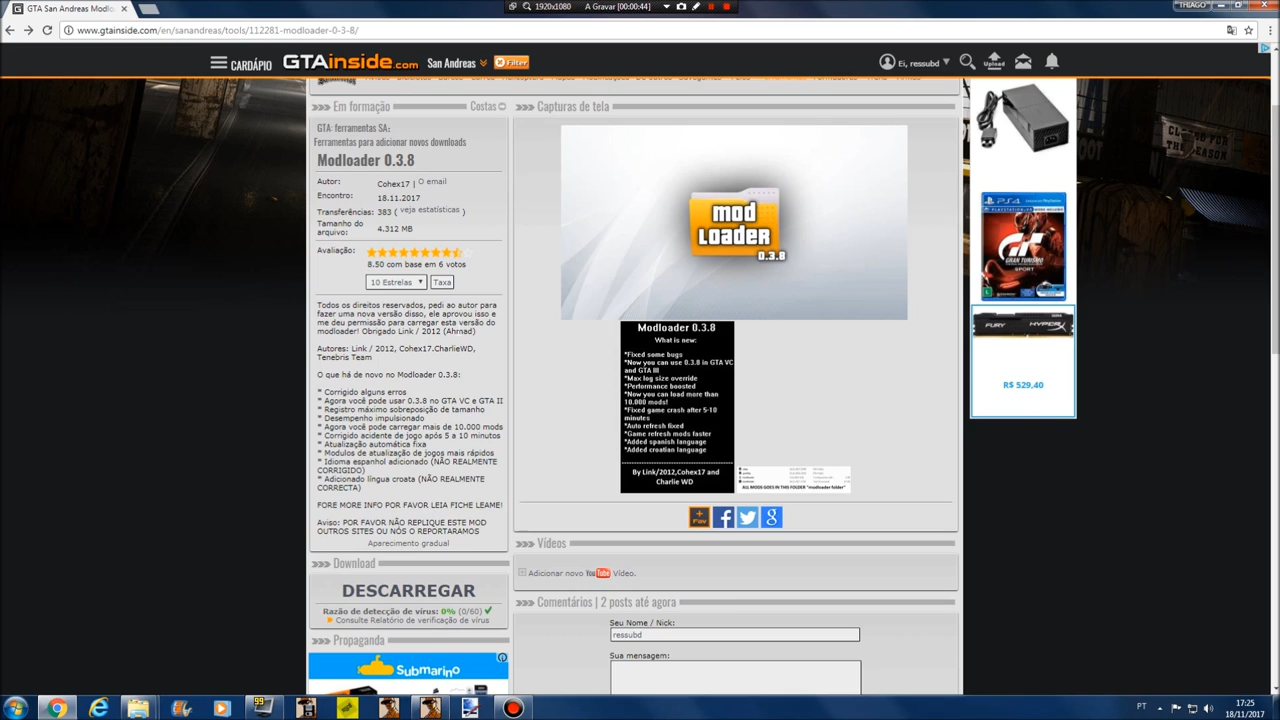 GTA San Andreas Modlo
1920x1080
A Gravar [00:00:44]
THIAGO
www.gtainside.com/en/sanandreas/tools/112281-modloader-0-3-8/
CARDÁPIO
GTAinside.com
San Andreas
Filter
Ei, ressubd
Upload
Em formação
Costas
GTA: ferramentas SA:
Ferramentas para adicionar novos downloads
Modloader 0.3.8
Autor:
Cohex17 | O email
Encontro:
18.11.2017
Transferências:
383 ( veja estatísticas )
Tamanho do arquivo:
4.312 MB
Avaliação:
8.50 com base em 6 votos
10 Estrelas
Taxa
Todos os direitos reservados, pedi ao autor para
fazer uma nova versão disso, ele aprovou isso e
me deu permissão para carregar esta versão do
modloader! Obrigado Link / 2012 (Ahnad)
Autores: Link / 2012, Cohex17.CharlieWD,
Tenebris Team
O que há de novo no Modloader 0.3.8:
* Corrigido alguns erros
* Agora você pode usar 0.3.8 no GTA VC e GTA II
* Registro máximo sobreposição de tamanho
* Desempenho impulsionado
* Agora você pode carregar mais de 10.000 mods
* Corrigido acidente de jogo após 5 a 10 minutos
* Atualização automática fixa
* Modulos de atualização de jogos mais rápidos
* Idioma espanhol adicionado (NÃO REALMENTE
CORRIGIDO)
* Adicionado língua croata (NÃO REALMENTE
CORRECTA)
FORE MORE INFO POR FAVOR LEIA FICHE LEAME!
Aviso: POR FAVOR NÃO REPLIQUE ESTE MOD
OUTROS SITES OU NÓS O REPORTARAMOS
Aparecimento gradual
Download
DESCARREGAR
Razão de detecção de vírus: 0% (0/60)
Consulte Relatório de verificação de vírus
Propaganda
Submarino
Capturas de tela
MOD
LOADER
0.3.8
Modloader 0.3.8
What is new:
*Fixed some bugs
*Now you can use 0.3.8 in GTA VC
and GTA III
*Max log size override
*Performance boosted
*Now you can load more than
10.000 mods!
*Fixed game crash after 5-10
minutes
*Auto refresh fixed
*Game refresh mods faster
*Added spanish language
*Added croatian language
By Link/2012,Cohex17 and
Charlie WD
ALL MODS GOES IN THIS FOLDER "modloader folder"
+
Fav
Vídeos
Adicionar novo YouTube Vídeo.
Comentários | 2 posts até agora
Seu Nome / Nick:
ressubd
Sua mensagem:
PS4
GRAN TURISMO
SPORT
FURY
HYPERX
R$ 529,40
99
PT
17:25
18/11/2017